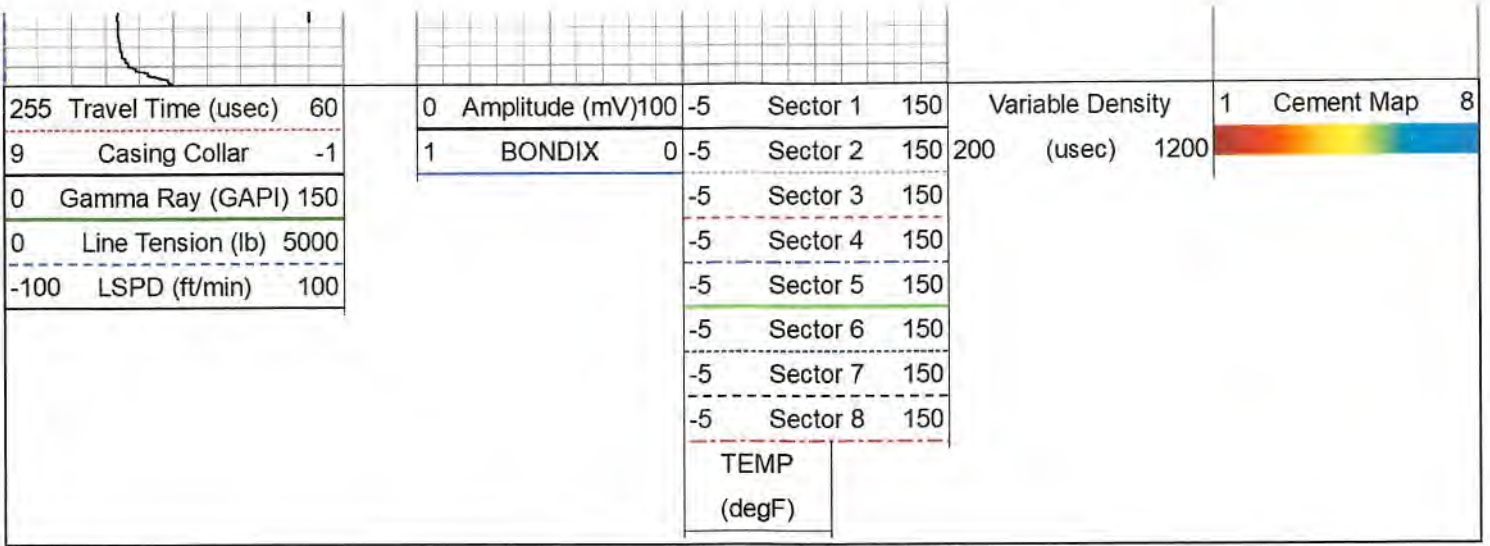 255 Travel Time (usec) 60
9 Casing Collar -1
0 Gamma Ray (GAPI) 150
0 Line Tension (lb) 5000
-100 LSPD (ft/min) 100
0 Amplitude (mV)100
1 BONDIX 0
-5 Sector 1 150
-5 Sector 2 150
-5 Sector 3 150
-5 Sector 4 150
-5 Sector 5 150
-5 Sector 6 150
-5 Sector 7 150
-5 Sector 8 150
TEMP
(degF)
Variable Density
200 (usec) 1200
1 Cement Map 8